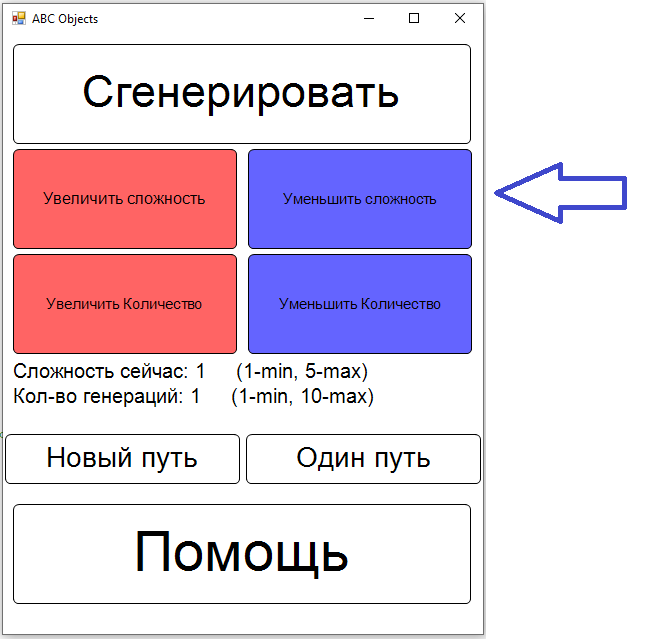 ABC Objects
Сгенерировать
Увеличить сложность
Уменьшить сложность
Увеличить Количество
Уменьшить Количество
Сложность сейчас: 1 (1-min, 5-max)
Кол-во генераций: 1 (1-min, 10-max)
Новый путь
Один путь
Помощь